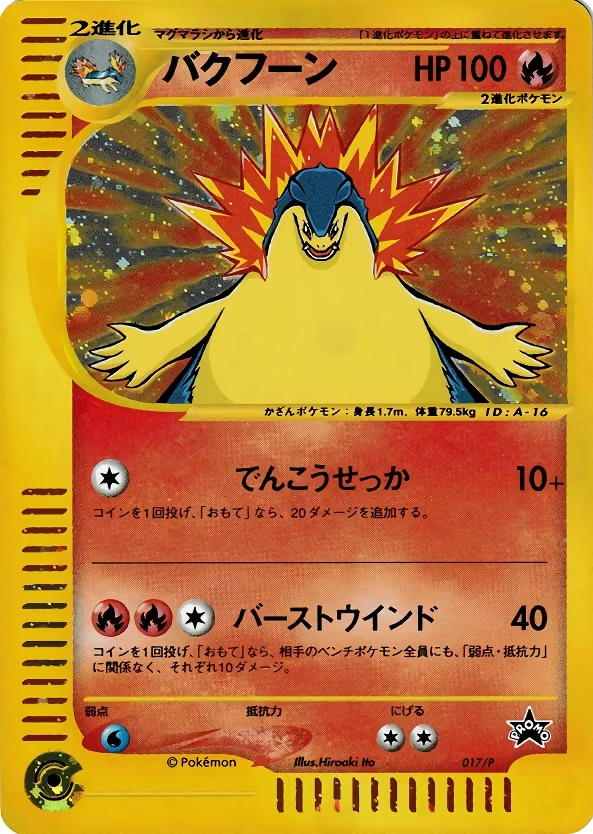 2進化
マグマラシから進化
「1進化ポケモン」の上に重ねて進化させます。
バクフーン
HP100
2進化ポケモン
かざんポケモン：身長1.7m、体重79.5kg ID:A-16
でんこうせっか 10+
コインを1回投げ、「おもて」なら、20ダメージを追加する。
バーストウインド 40
コインを1回投げ、「おもて」なら、相手のベンチポケモン全員にも、「弱点・抵抗力」
に関係なく、それぞれ10ダメージ。
弱点 抵抗力 にげる
PROMO
© Pokémon Illus.Hiroaki Ito 017/P